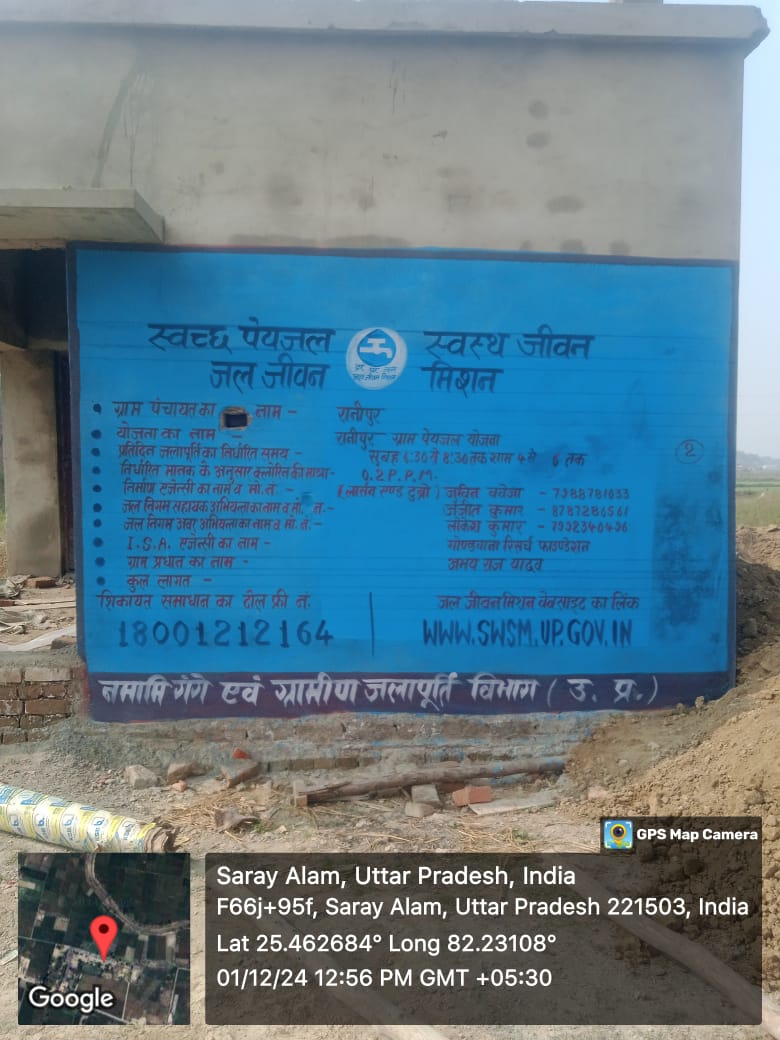 स्वच्छ पेयजल स्वस्थ जीवन
जल जीवन मिशन
ग्राम पंचायत का नाम - रानीपुर
योजना का नाम - रानीपुर ग्राम पेयजल योजना
प्रतिदिन जलापूर्ति का निर्धारित समय - सुबह 6:30 से 8:30 तक शाम 4 से 6 तक
निर्धारित मानक के अनुसार क्लोरिन की मात्रा - 0.2 P.P.M.
निर्माण एजेन्सी का नाम व मो. नं. - (लार्सन एण्ड टुब्रो) - 7988781033
जल निगम सहायक अभियन्ता का नाम व मो. नं. - अंजीत कुमार - 8787286561
जल निगम अवर अभियन्ता का नाम व मो. नं. - लोकेश कुमार
I.S.A. एजेन्सी का नाम - गोण्डवाना रिसर्च फाउण्डेशन
ग्राम प्रधान का नाम - अभय राज यादव
कुल लागत -
2
शिकायत समाधान का टोल फ्री नं. जल जीवन मिशन वेबसाइट का लिंक
18001212164 WWW.SWSM.UP.GOV.IN
नमामि गंगे एवं ग्रामीण जलापूर्ति विभाग ( उ. प्र. )
GPS Map Camera
Saray Alam, Uttar Pradesh, India
F66j+95f, Saray Alam, Uttar Pradesh 221503, India
Lat 25.462684° Long 82.23108°
01/12/24 12:56 PM GMT +05:30
Google